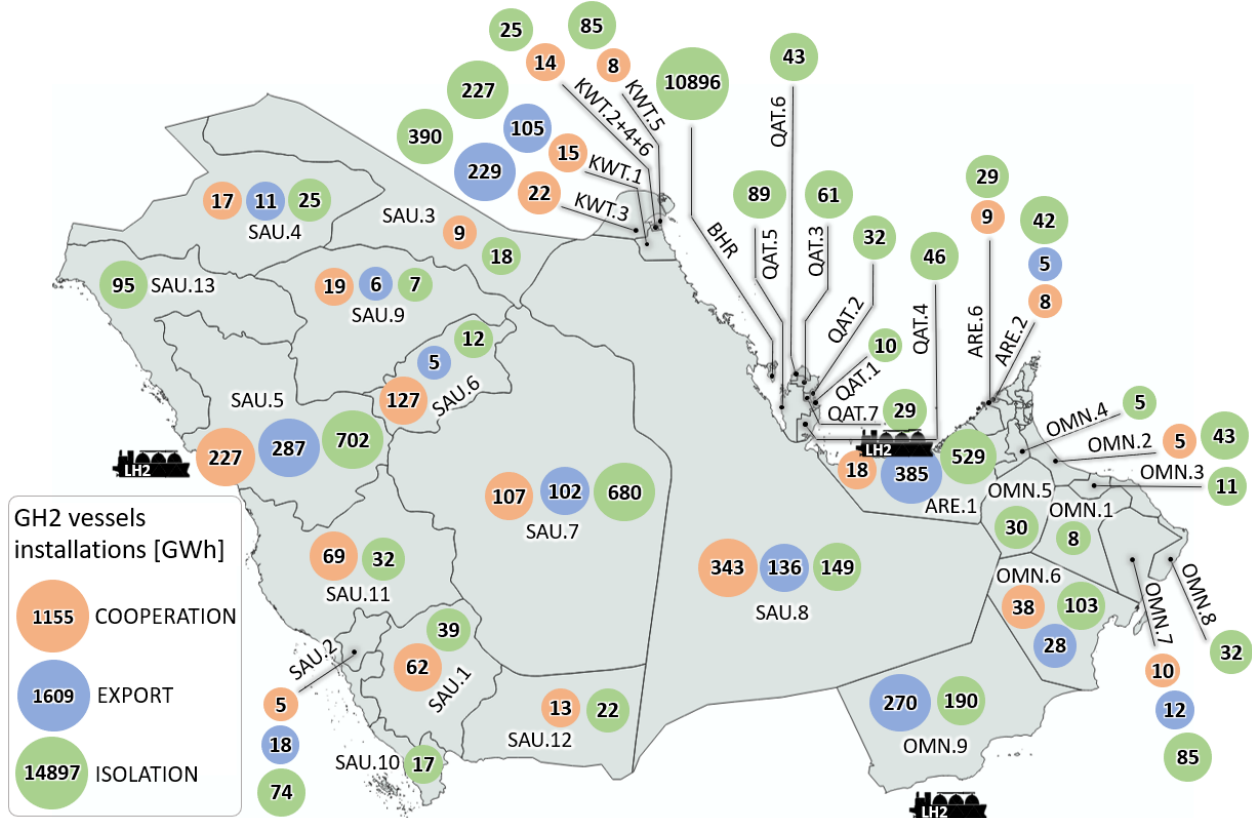 25
85
14
8
43
10896
KWT.2+4+6
KWT.5
227
390
105
229
15
22
KWT.1
KWT.3
QAT.6
89
61
32
46
29
9
42
5
8
BHR
QAT.5
QAT.3
QAT.2
QAT.4
ARE.6
ARE.2
17
11
25
SAU.4
SAU.3
9
18
95
SAU.13
19
6
7
SAU.9
12
5
127
SAU.6
10
QAT.1
QAT.7
29
LH2
18
385
529
ARE.1
OMN.4
5
OMN.2
5
43
OMN.3
11
OMN.5
30
OMN.1
8
SAU.5
227
287
702
LH2
107
102
680
SAU.7
69
32
SAU.11
343
136
149
SAU.8
OMN.6
38
103
28
OMN.7
10
12
85
OMN.8
32
SAU.2
5
18
74
39
62
SAU.1
13
22
SAU.12
SAU.10
17
270
190
OMN.9
LH2
GH2 vessels
installations [GWh]
1155 COOPERATION
1609 EXPORT
14897 ISOLATION